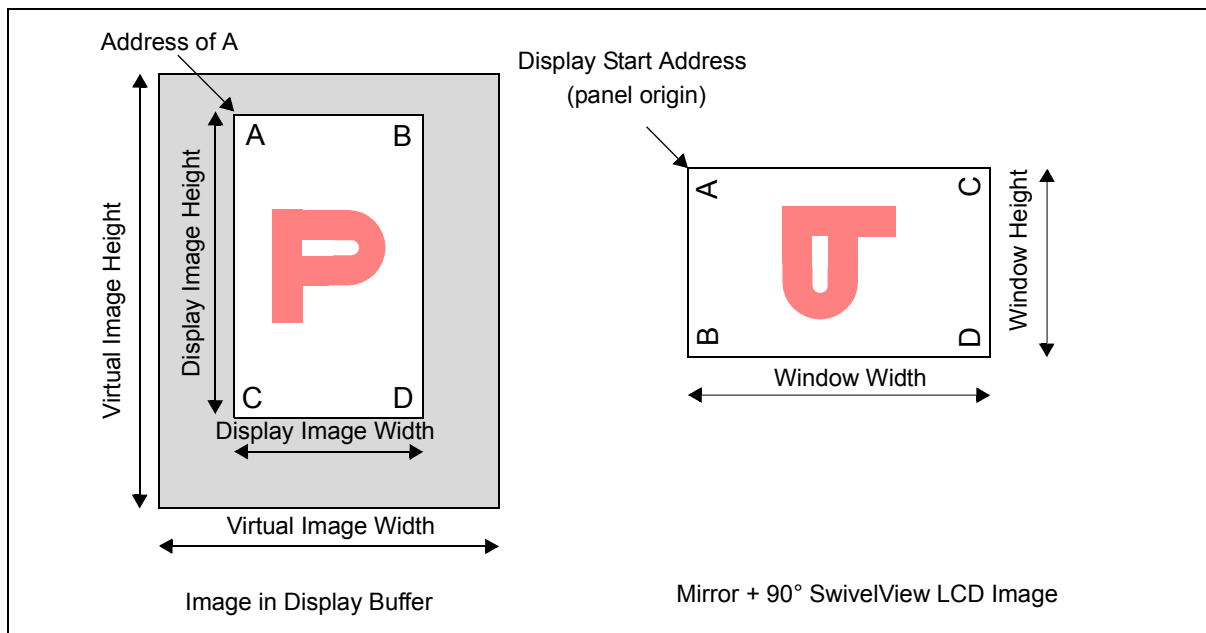 Address of A
Virtual Image Height
Display Image Height
A B
P
C D
Display Image Width
Virtual Image Width
Image in Display Buffer
Display Start Address
(panel origin)
A C
P
B D
Window Height
Window Width
Mirror + 90° SwivelView LCD Image